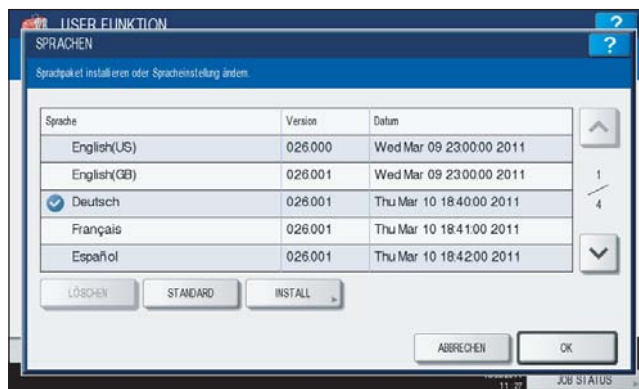 USER FUNKTION ?
SPRACHEN ?
Sprachpaket installieren oder Spracheinstellung ändern.
Sprache Version Datum
English(US) 026.000 Wed Mar 09 23:00:00 2011
English(GB) 026.001 Wed Mar 09 23:00:00 2011
Deutsch 026.001 Thu Mar 10 18:40:00 2011
Français 026.001 Thu Mar 10 18:41:00 2011
Español 026.001 Thu Mar 10 18:42:00 2011
1
4
LÖSCHEN STANDARD INSTALL
ABBRECHEN OK
11:27 JOB STATUS